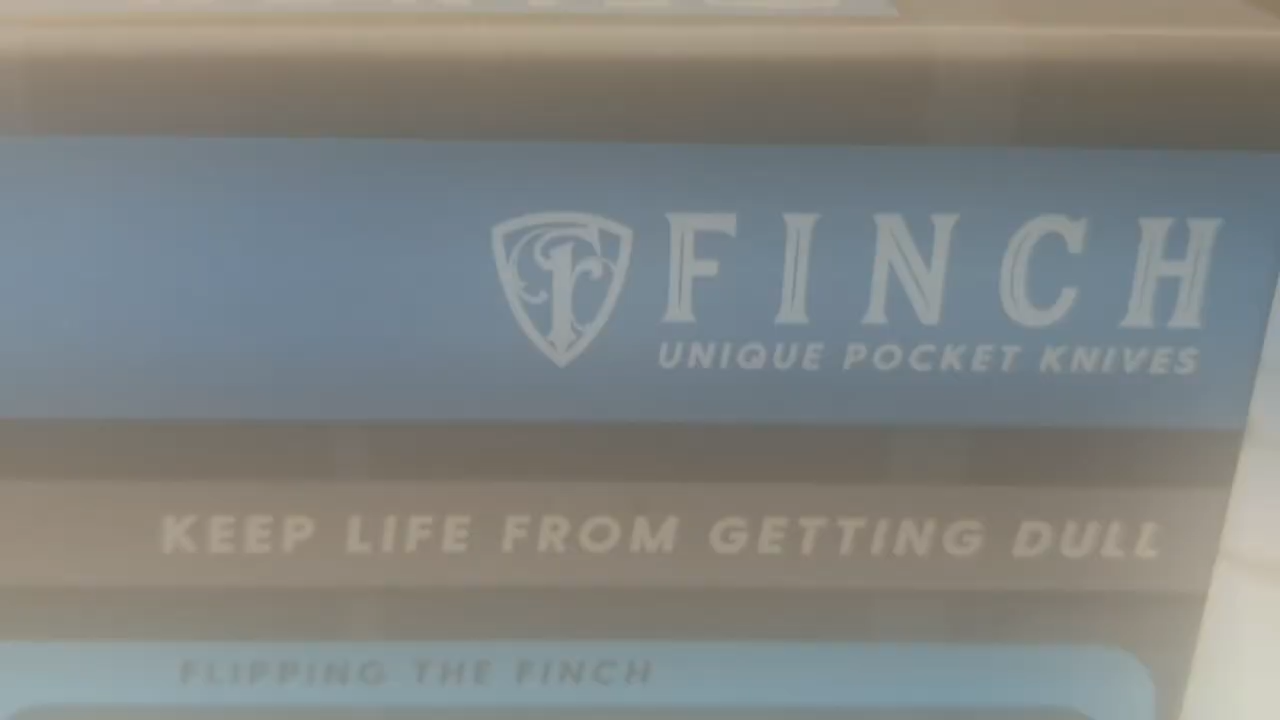 FINCH
UNIQUE POCKET KNIVES
KEEP LIFE FROM GETTING DULL
FLIPPING THE FINCH